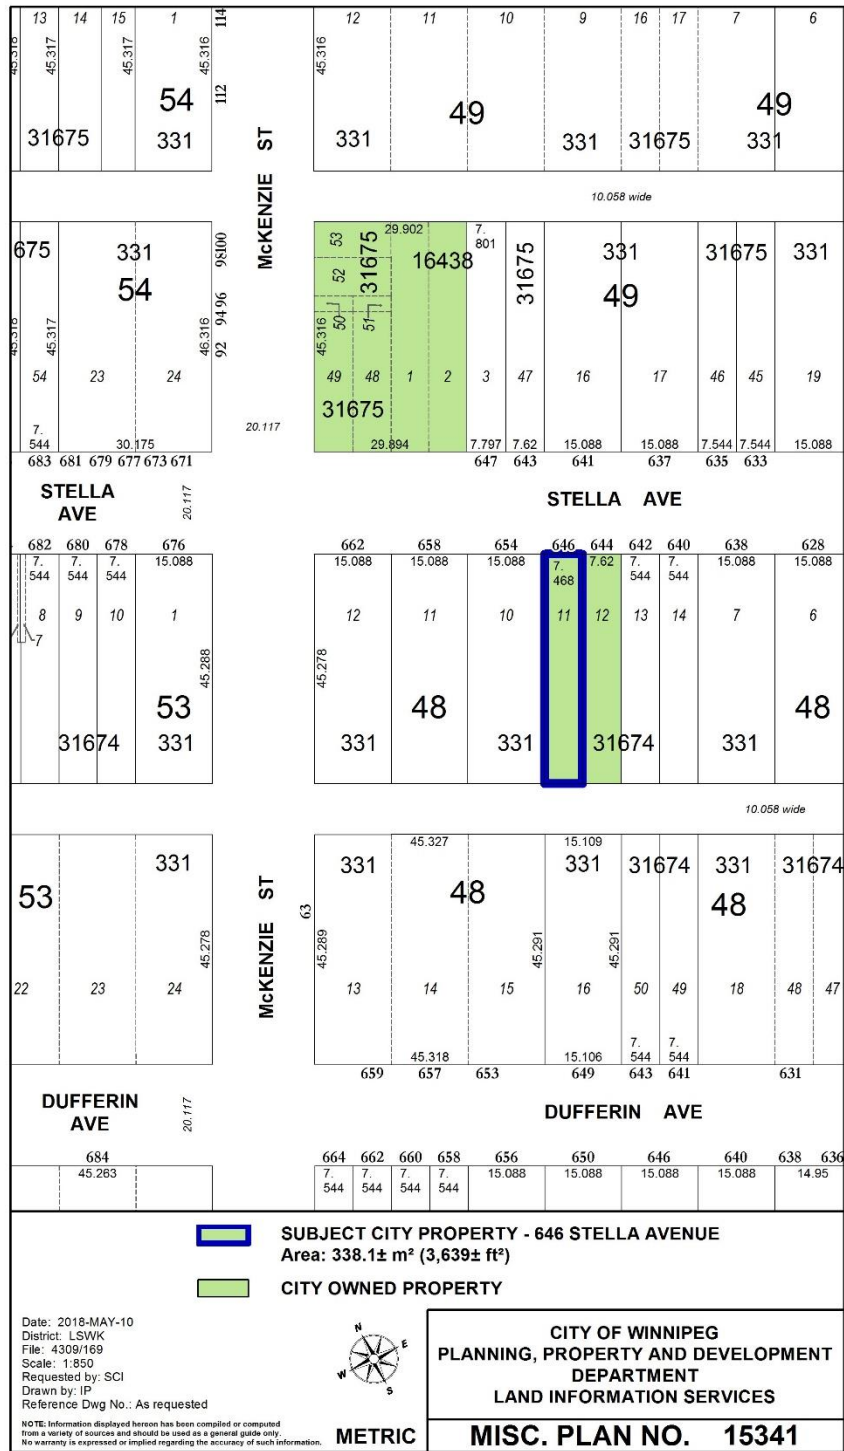 13 14 15 1 114 12 11 10 9 16 17 7 6
45.318 45.317 45.317 45.316 45.316
112
54 49 49
31675 331 331 331 31675 331
McKENZIE ST
10.058 wide
675 331 98100 53 29.902 7. 331 31675 331
801
54 52 31675 16438 31675 49
94 96
50 51
45.318 45.317 46.316 92 45.316
54 23 24 49 48 1 2 3 47 16 17 46 45 19
31675
7.
544 30.175 20.117 29.894 7.797 7.62 15.088 15.088 7.544 7.544 15.088
683 681 679 677 673 671 647 643 641 637 635 633
STELLA
AVE
20.117
STELLA AVE
682 680 678 676 662 658 654 646 644 642 640 638 628
7. 7. 7. 15.088 15.088 15.088 15.088 7. 7.62 7. 7. 15.088 15.088
544 544 544 468 544 544
8 9 10 1 12 11 10 11 12 13 14 7 6
7
45.288 45.278
53 48 48
31674 331 331 331 31674 331
10.058 wide
45.327 15.109
331 331 331 31674 331 31674
53 48 48
McKENZIE ST
63
45.278 45.289 45.291 45.291
22 23 24 13 14 15 16 50 49 18 48 47
7. 7.
45.318 15.106 544 544
659 657 653 649 643 641 631
DUFFERIN
AVE
20.117
DUFFERIN AVE
684 664 662 660 658 656 650 646 640 638 636
45.263 7. 7. 7. 7. 15.088 15.088 15.088 15.088 14.95
544 544 544 544
SUBJECT CITY PROPERTY - 646 STELLA AVENUE
Area: 338.1± m² (3,639± ft²)
CITY OWNED PROPERTY
Date: 2018-MAY-10
District: LSWK
File: 4309/169
Scale: 1:850
Requested by: SCI
Drawn by: IP
Reference Dwg No.: As requested
NOTE: Information displayed hereon has been compiled or computed
from a variety of sources and should be used as a general guide only.
No warranty is expressed or implied regarding the accuracy of such information.
N
E
W
S
METRIC
CITY OF WINNIPEG
PLANNING, PROPERTY AND DEVELOPMENT
DEPARTMENT
LAND INFORMATION SERVICES
MISC. PLAN NO. 15341